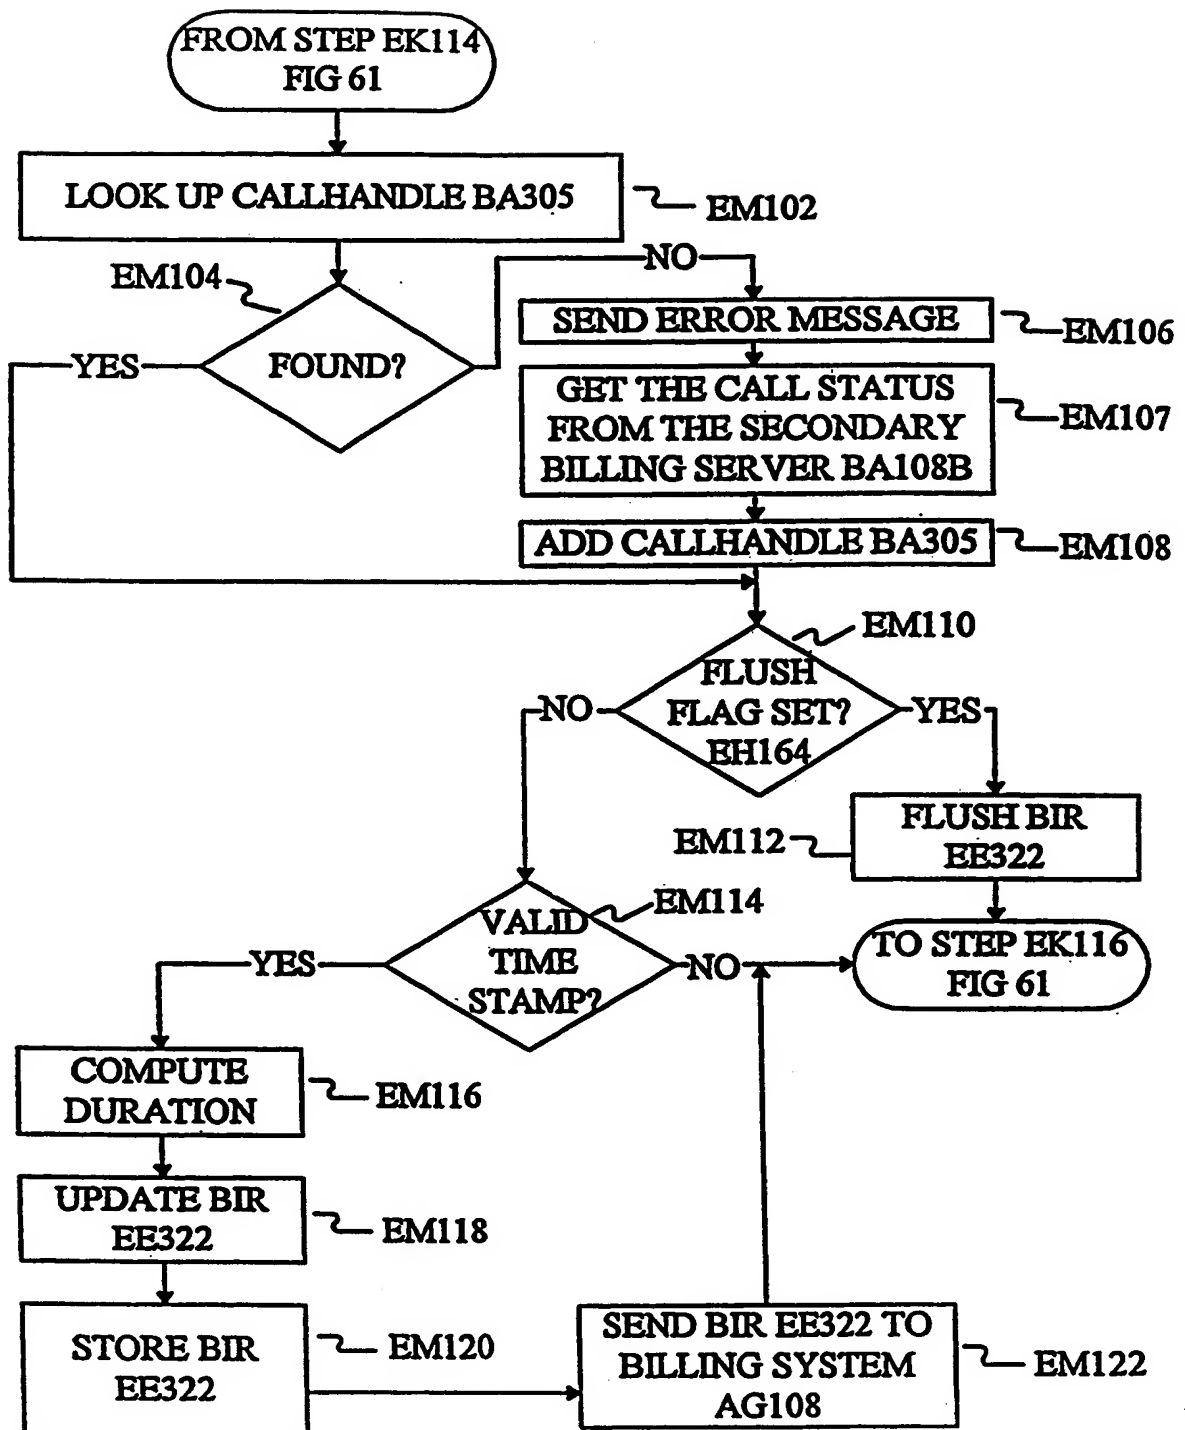 FROM STEP EK114
FIG 61
LOOK UP CALLHANDLE BA305
EM102
EM104
NO
FOUND?
YES
SEND ERROR MESSAGE
EM106
GET THE CALL STATUS
FROM THE SECONDARY
BILLING SERVER BA108B
EM107
ADD CALLHANDLE BA305
EM108
EM110
FLUSH
FLAG SET?
EH164
NO
YES
FLUSH BIR
EE322
EM112
EM114
VALID
TIME
STAMP?
YES
NO
TO STEP EK116
FIG 61
COMPUTE
DURATION
EM116
UPDATE BIR
EE322
EM118
STORE BIR
EE322
EM120
SEND BIR EE322 TO
BILLING SYSTEM
AG108
EM122